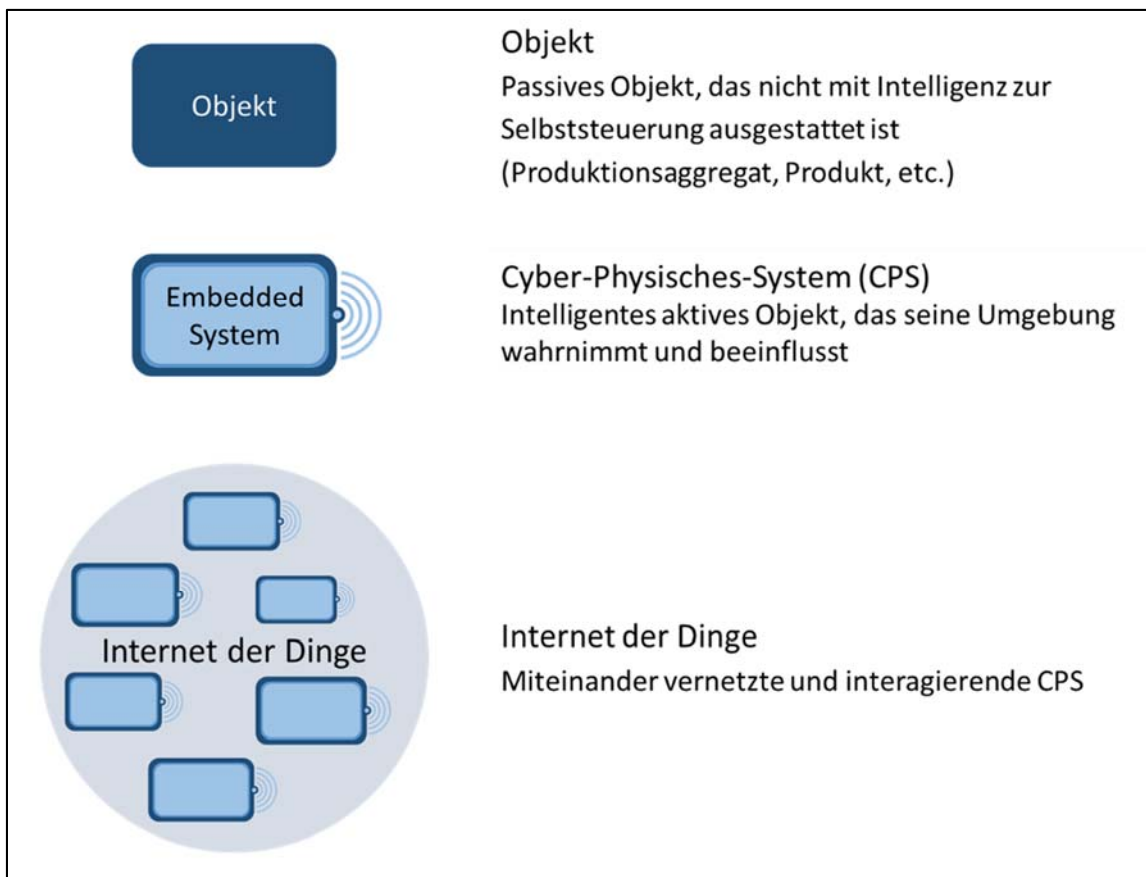 Objekt
Objekt
Passives Objekt, das nicht mit Intelligenz zur
Selbststeuerung ausgestattet ist
(Produktionsaggregat, Produkt, etc.)
Embedded
System
Cyber-Physisches-System (CPS)
Intelligentes aktives Objekt, das seine Umgebung
wahrnimmt und beeinflusst
Internet der Dinge
Internet der Dinge
Miteinander vernetzte und interagierende CPS